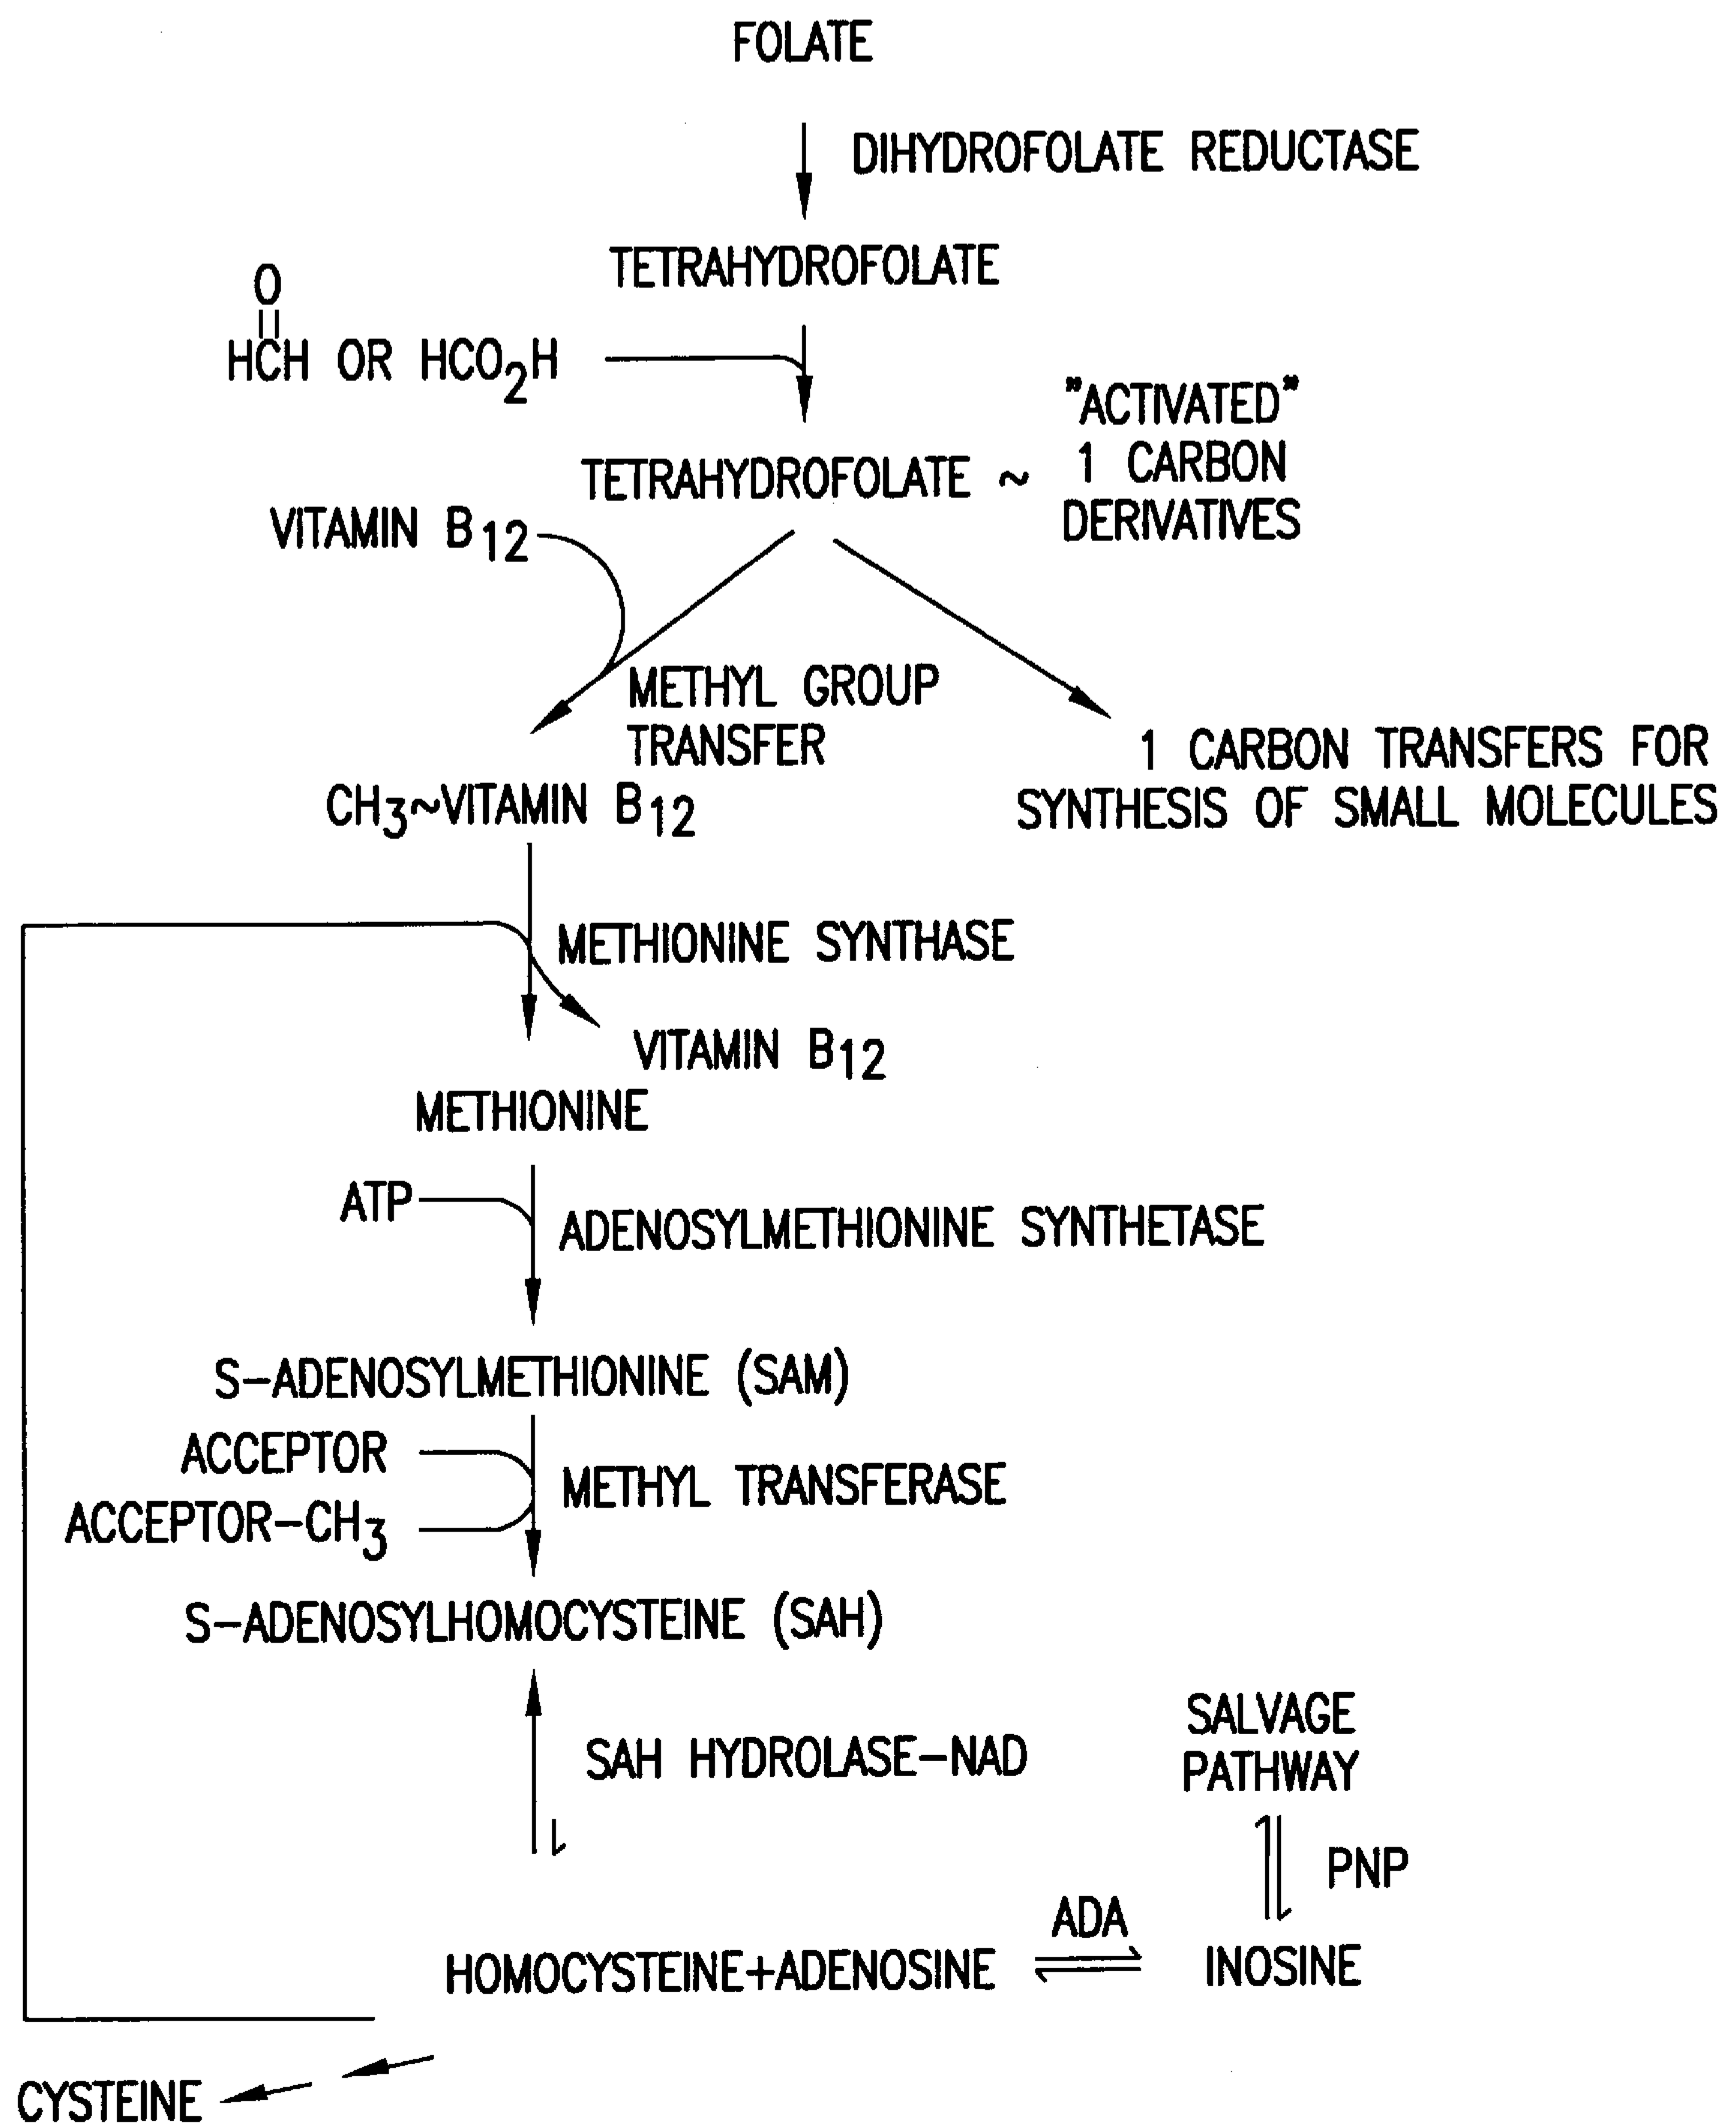 FOLATE
DIHYDROFOLATE REDUCTASE
TETRAHYDROFOLATE
O
HCH OR HCO2H
"ACTIVATED"
1 CARBON
DERIVATIVES
TETRAHYDROFOLATE ~
VITAMIN B12
METHYL GROUP
TRANSFER
1 CARBON TRANSFERS FOR
SYNTHESIS OF SMALL MOLECULES
CH3~VITAMIN B12
METHIONINE SYNTHASE
VITAMIN B12
METHIONINE
ATP
ADENOSYLMETHIONINE SYNTHETASE
S-ADENOSYLMETHIONINE (SAM)
ACCEPTOR
METHYL TRANSFERASE
ACCEPTOR-CH3
S-ADENOSYLHOMOCYSTEINE (SAH)
SALVAGE
PATHWAY
SAH HYDROLASE-NAD
PNP
ADA
HOMOCYSTEINE+ADENOSINE
INOSINE
CYSTEINE